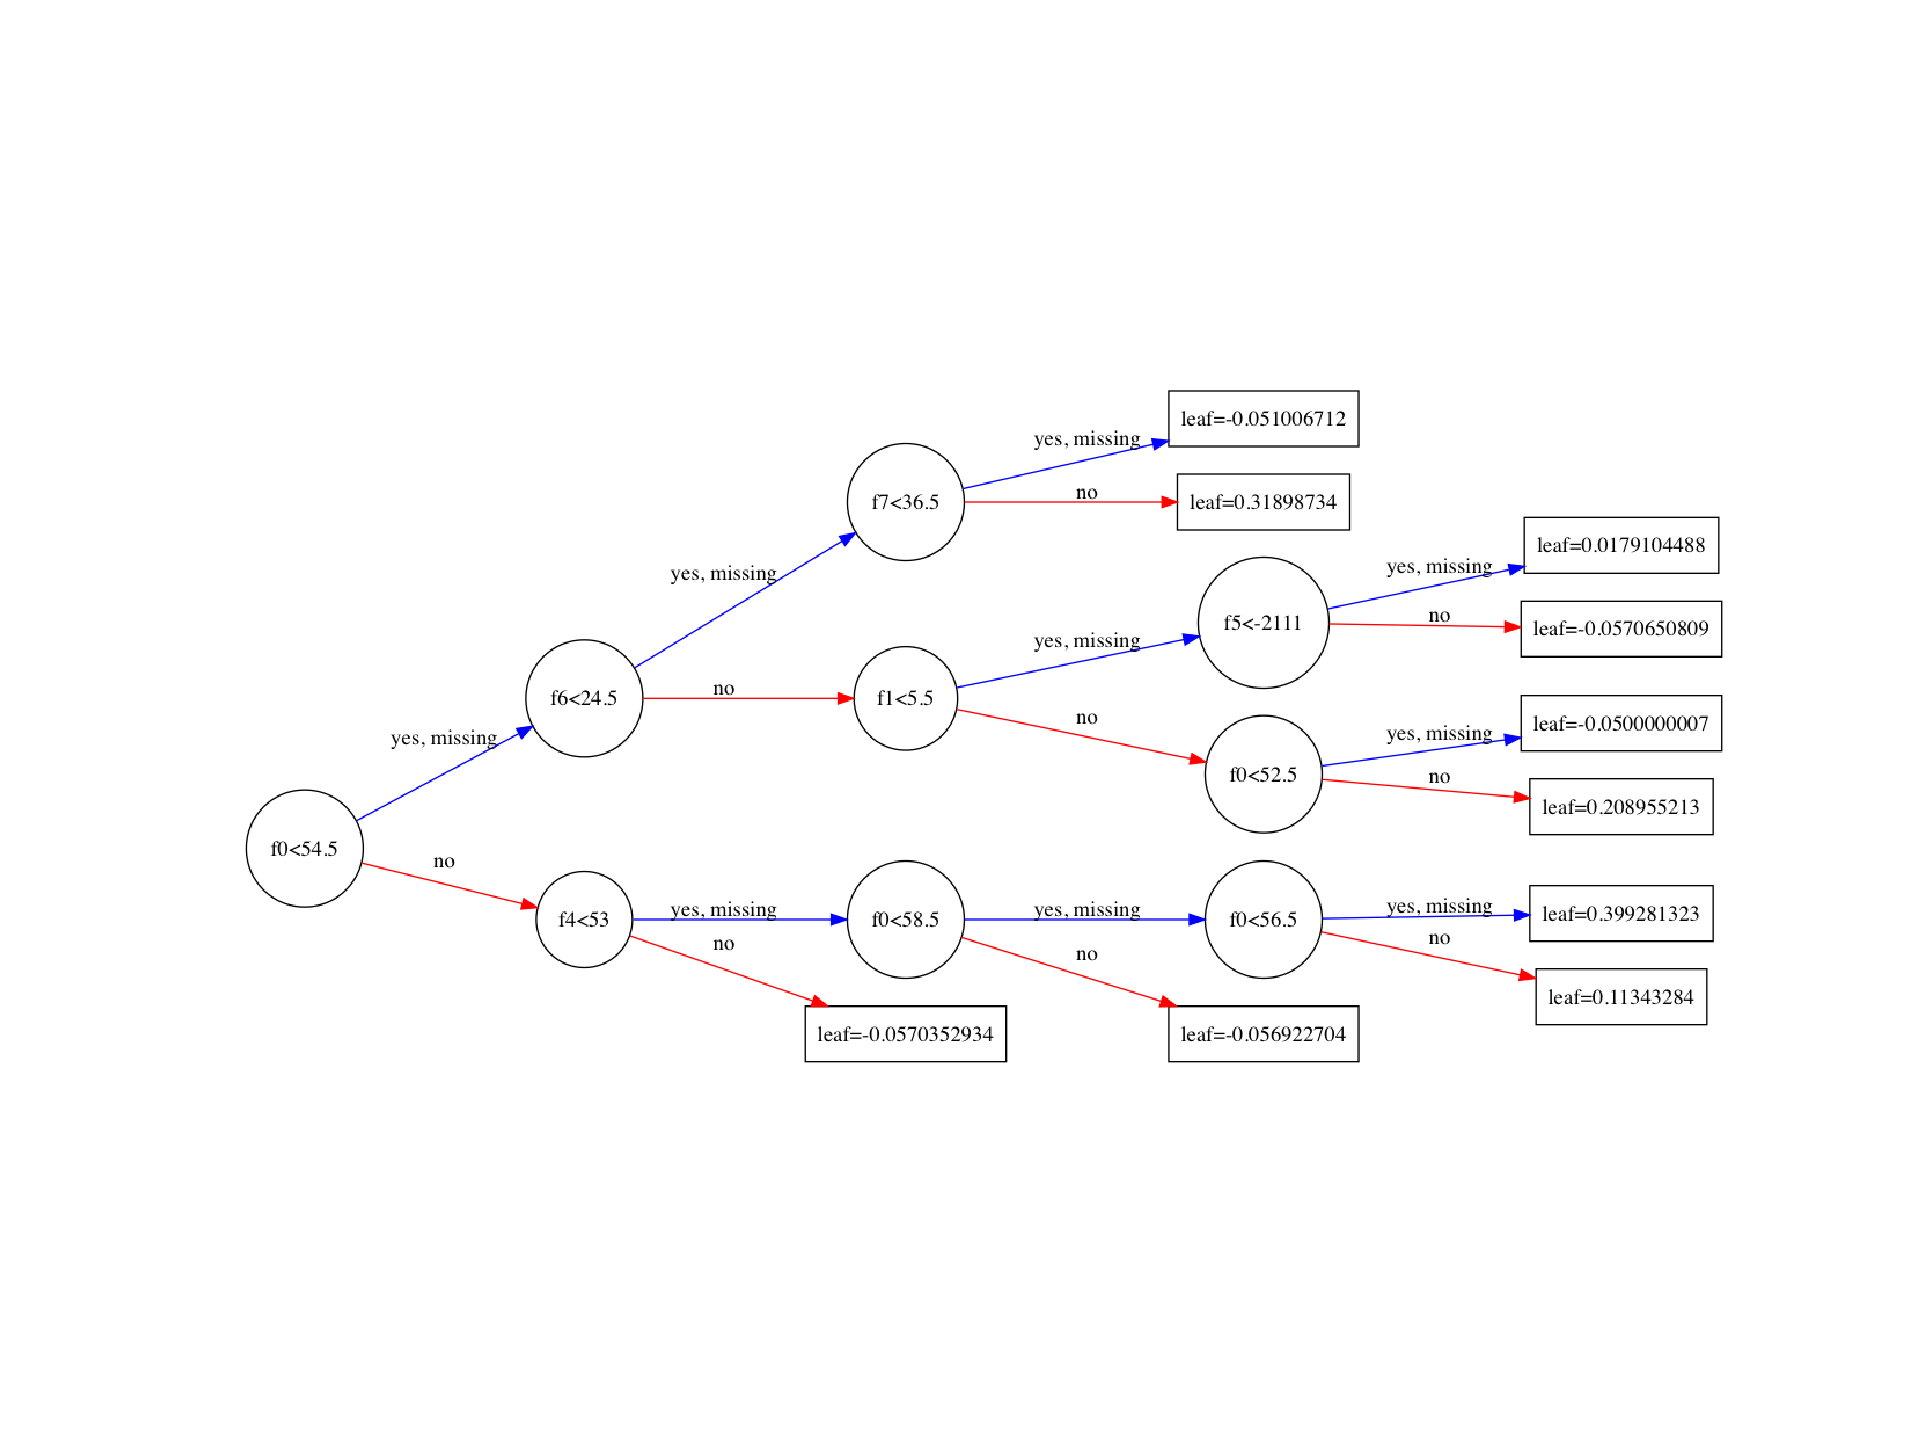 leaf=-0.051006712
yes, missing
f7<36.5
no
leaf=0.31898734
leaf=0.0179104488
yes, missing
yes, missing
f5<-2111
no
leaf=-0.0570650809
yes, missing
f6<24.5
no
f1<5.5
no
leaf=-0.0500000007
yes, missing
yes, missing
f0<52.5
no
leaf=0.208955213
f0<54.5
no
f4<53
yes, missing
f0<58.5
yes, missing
f0<56.5
yes, missing
leaf=0.399281323
no
no
no
leaf=0.11343284
leaf=-0.0570352934
leaf=-0.056922704